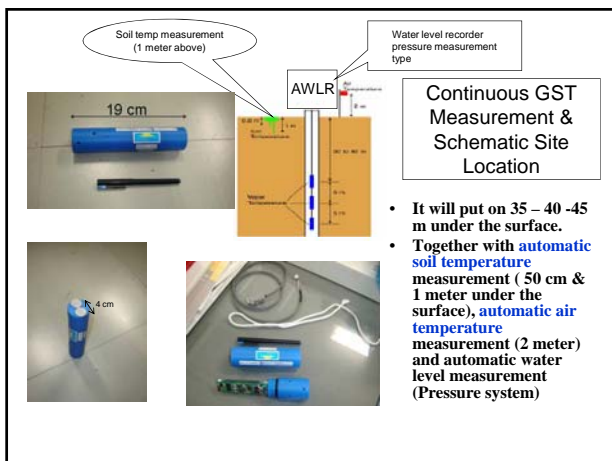 Soil temp measurement
(1 meter above)
Water level recorder
pressure measurement
type
AWLR
19 cm
4 cm
Continuous GST
Measurement &
Schematic Site
Location
• It will put on 35 – 40 -45
m under the surface.
• Together with automatic
soil temperature
measurement ( 50 cm &
1 meter under the
surface), automatic air
temperature
measurement (2 meter)
and automatic water
level measurement
(Pressure system)